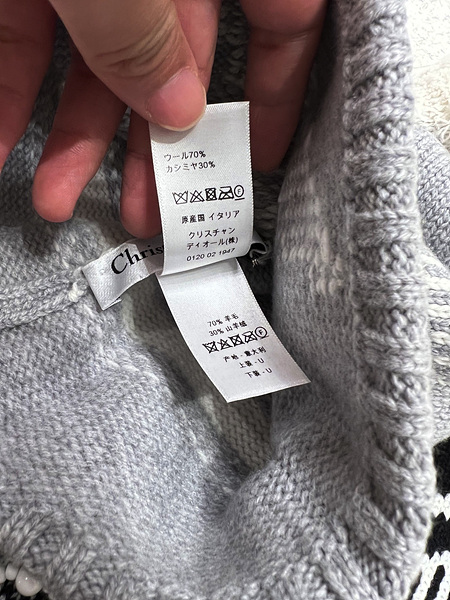 ウール70%
カシミヤ30%
原産国 イタリア
クリスチャン
ディオール(株)
0120 02 1947
Chris
70% 羊毛
30% 山羊绒
产地 - 意大利
上装 - U
下装 - U